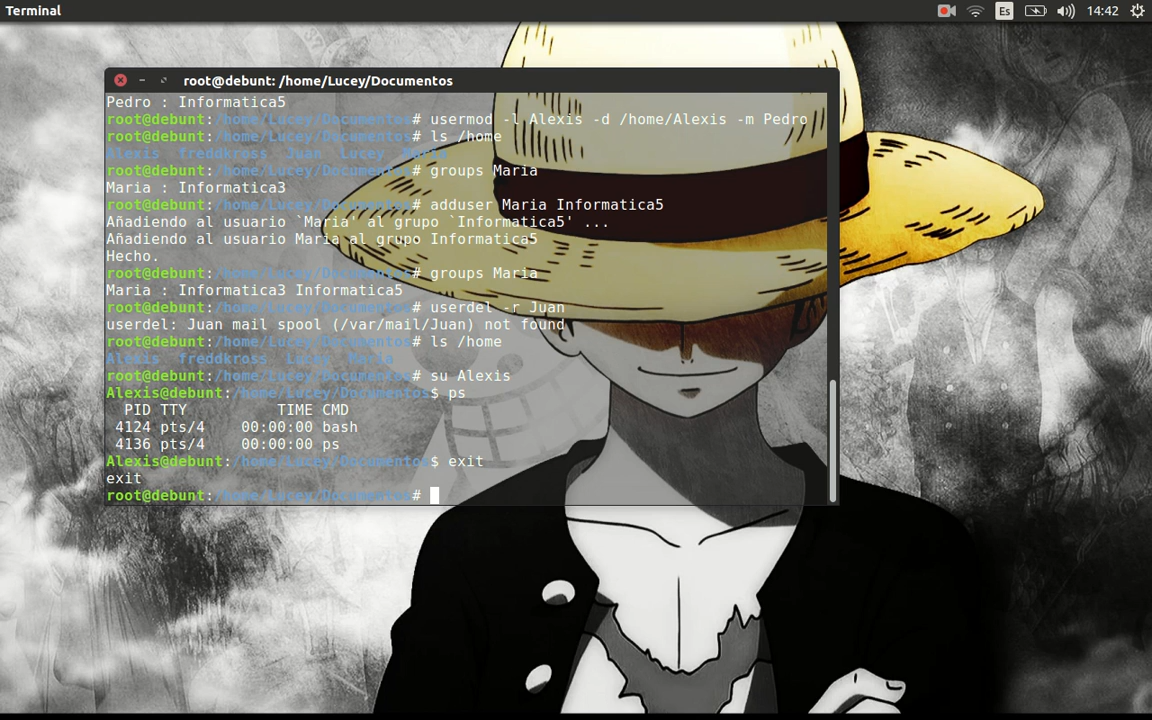 Terminal
Es
14:42
root@debunt: /home/Lucey/Documentos
Pedro : Informatica5
root@debunt:/home/Lucey/Documentos# usermod -l Alexis -d /home/Alexis -m Pedro
root@debunt:/home/Lucey/Documentos# ls /home
Alexis  freddkross  Juan  Lucey  Maria
root@debunt:/home/Lucey/Documentos# groups Maria
Maria : Informatica3
root@debunt:/home/Lucey/Documentos# adduser Maria Informatica5
Añadiendo al usuario `Maria' al grupo `Informatica5' ...
Añadiendo al usuario Maria al grupo Informatica5
Hecho.
root@debunt:/home/Lucey/Documentos# groups Maria
Maria : Informatica3 Informatica5
root@debunt:/home/Lucey/Documentos# userdel -r Juan
userdel: Juan mail spool (/var/mail/Juan) not found
root@debunt:/home/Lucey/Documentos# ls /home
Alexis  freddkross  Lucey  Maria
root@debunt:/home/Lucey/Documentos# su Alexis
Alexis@debunt:/home/Lucey/Documentos$ ps
  PID TTY          TIME CMD
 4124 pts/4    00:00:00 bash
 4136 pts/4    00:00:00 ps
Alexis@debunt:/home/Lucey/Documentos$ exit
exit
root@debunt:/home/Lucey/Documentos#